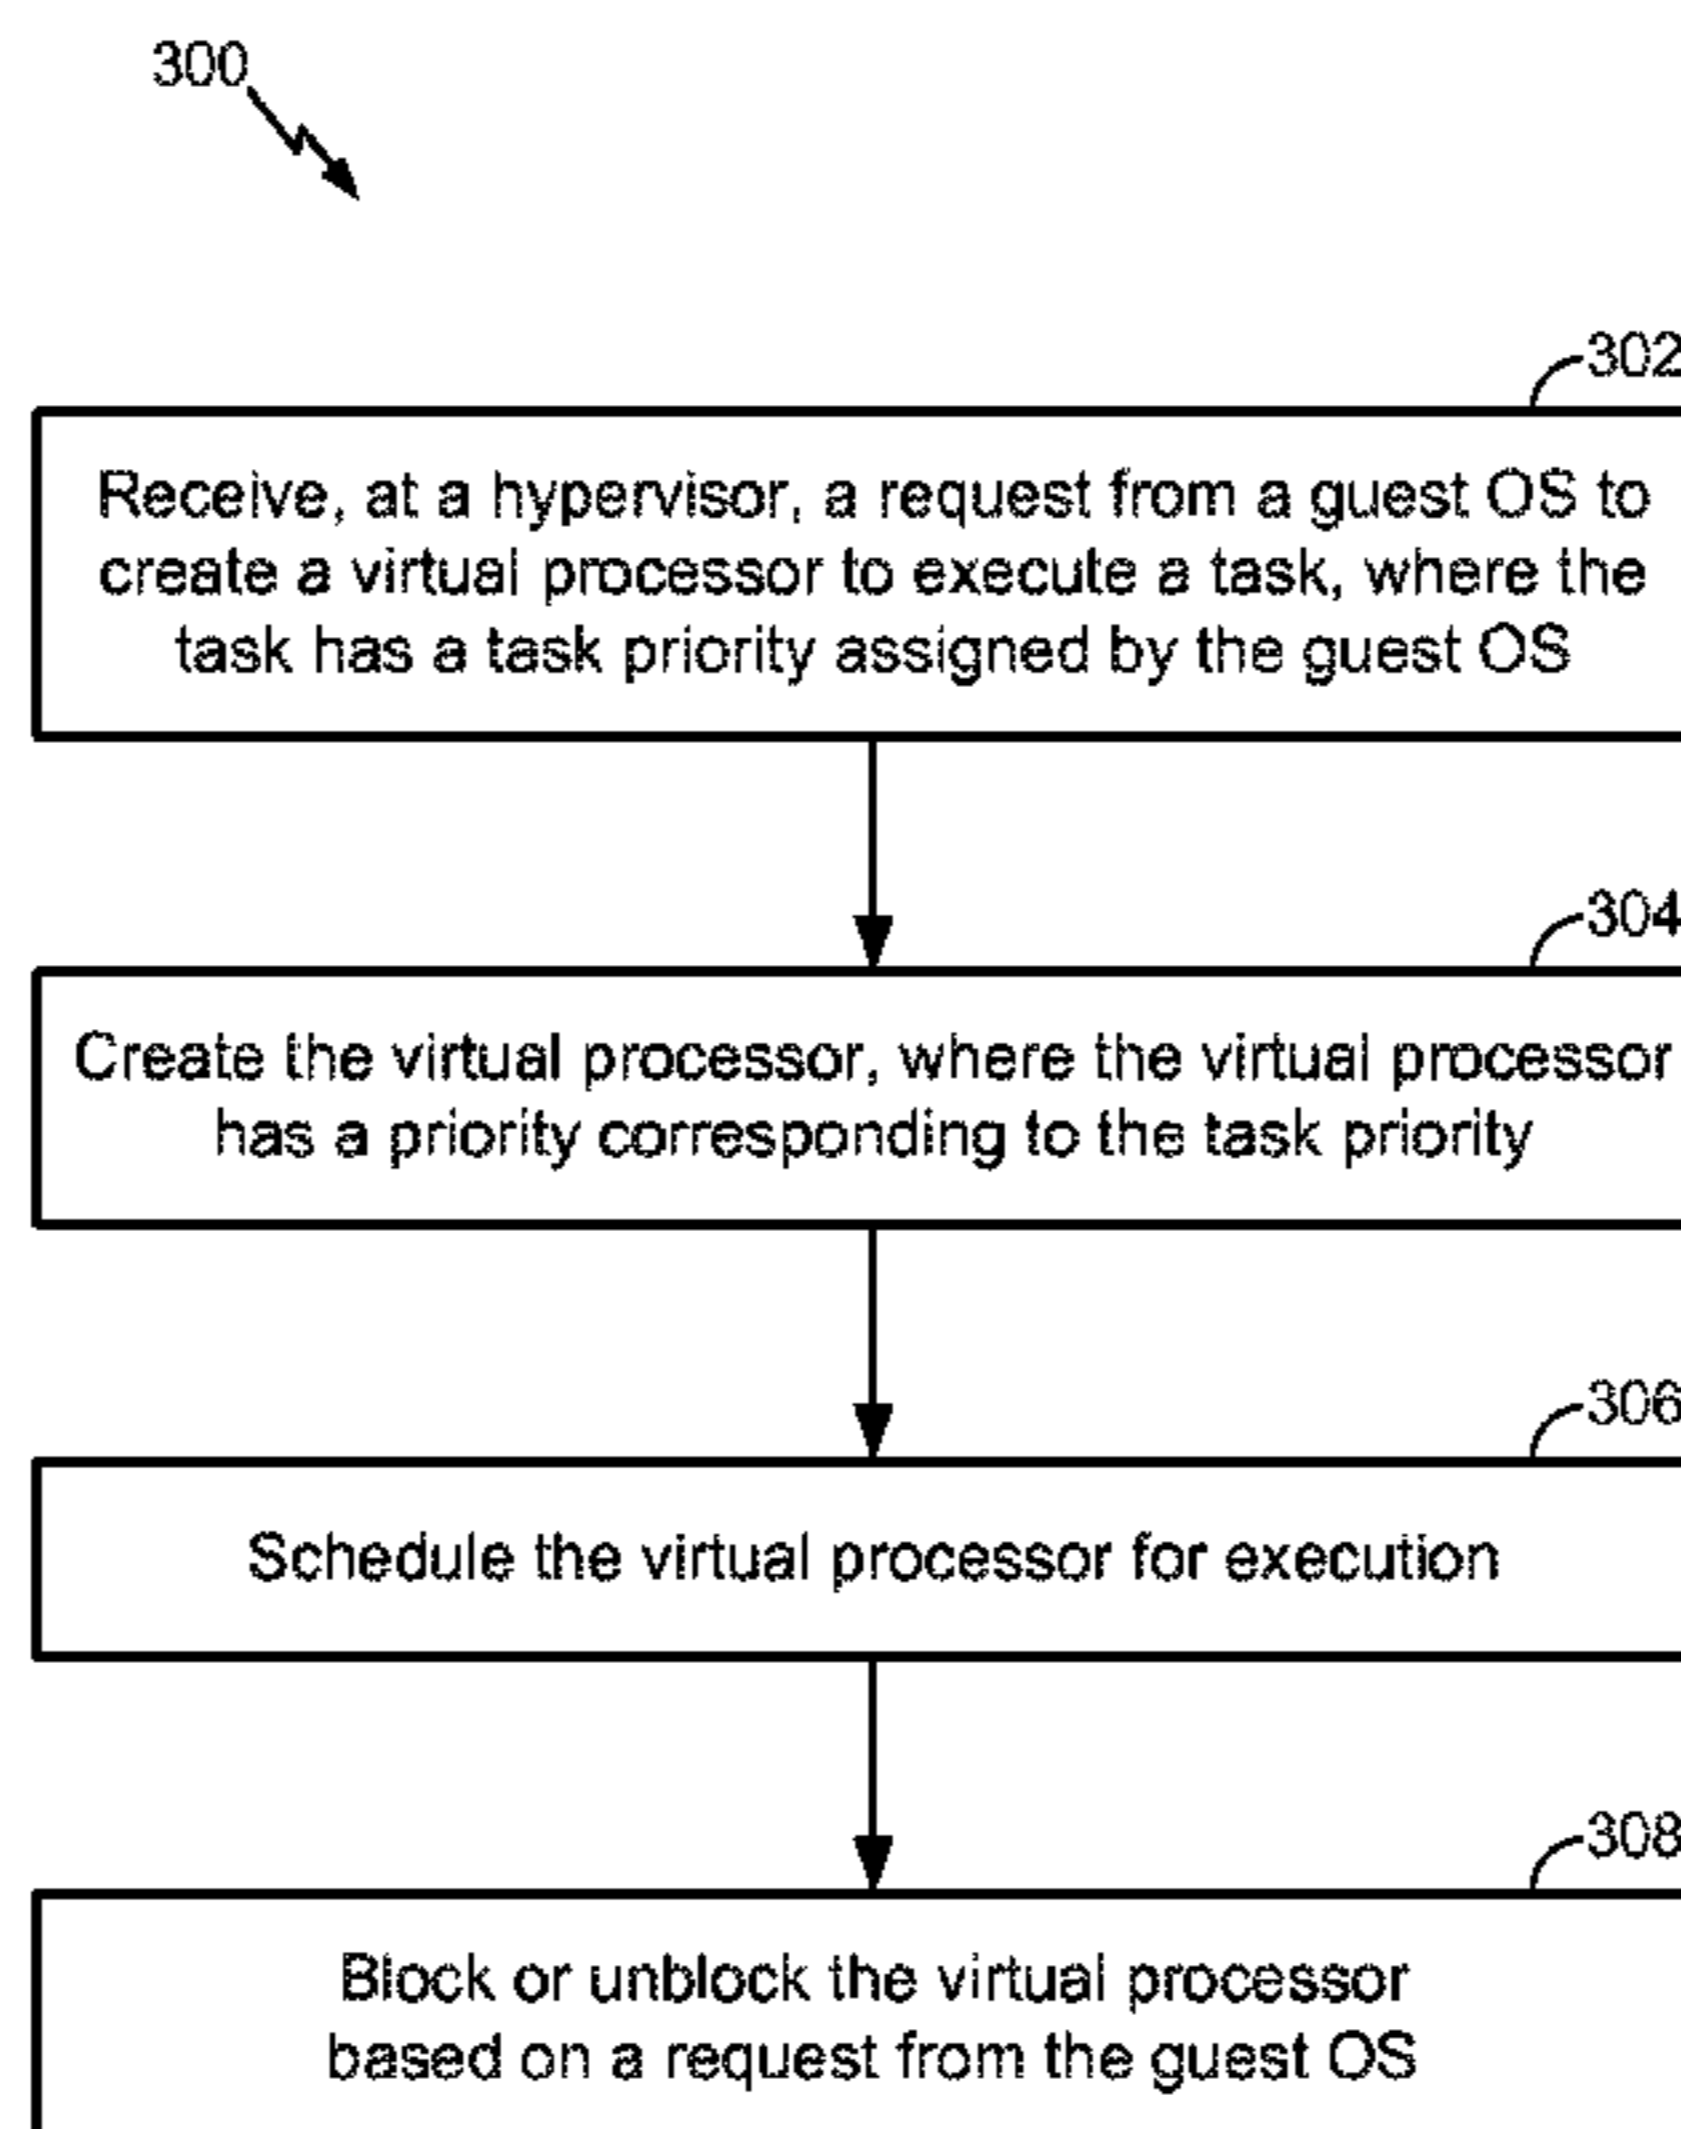 300
302
Receive, at a hypervisor, a request from a guest OS to
create a virtual processor to execute a task, where the
task has a task priority assigned by the guest OS
304
Create the virtual processor, where the virtual processor
has a priority corresponding to the task priority
306
Schedule the virtual processor for execution
308
Block or unblock the virtual processor
based on a request from the guest OS